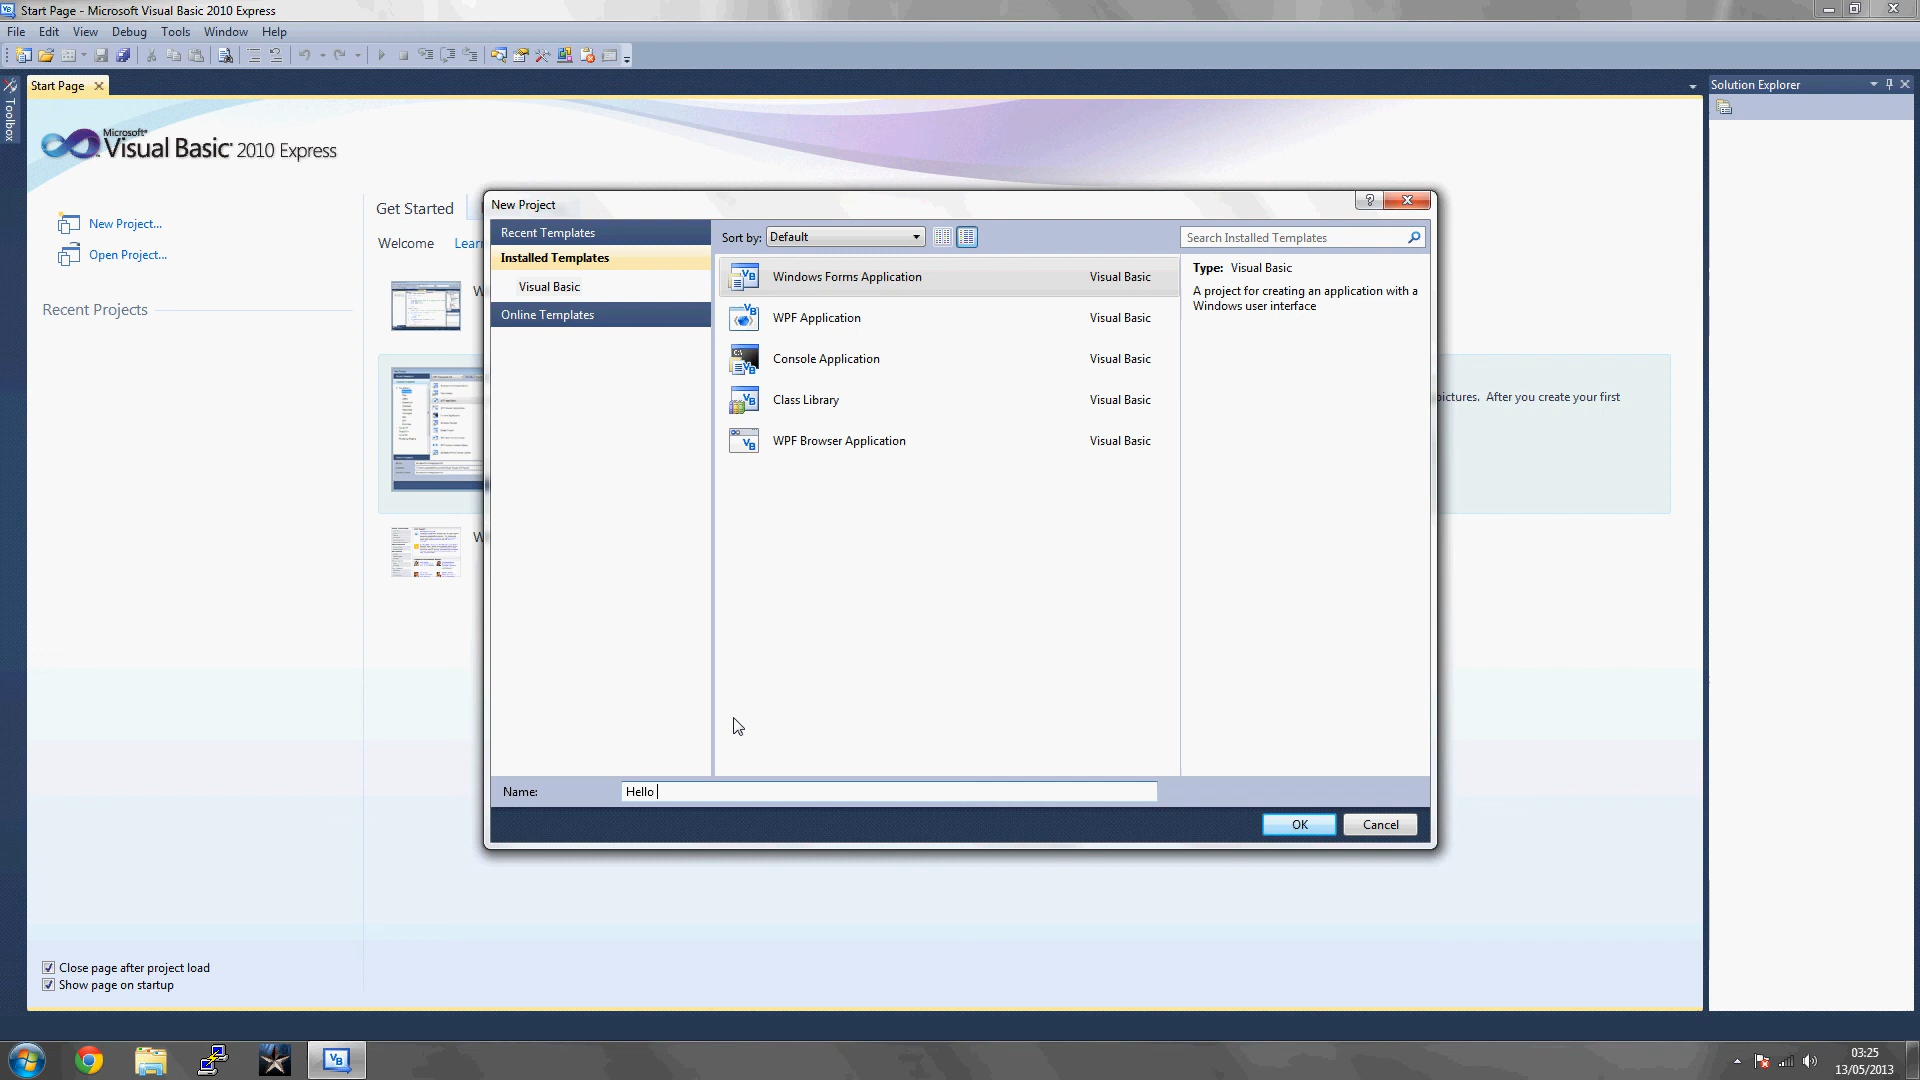 Start Page - Microsoft Visual Basic 2010 Express
File Edit View Debug Tools Window Help
Toolbox
Start Page
Solution Explorer
Microsoft®
Visual Basic® 2010 Express
New Project...
Open Project...
Recent Projects
Get Started
Welcome Lear
W
W
pictures. After you create your first
New Project
Recent Templates
Installed Templates
Visual Basic
Online Templates
Sort by: Default
Search Installed Templates
Windows Forms Application Visual Basic
WPF Application Visual Basic
Console Application Visual Basic
Class Library Visual Basic
WPF Browser Application Visual Basic
Type: Visual Basic
A project for creating an application with a
Windows user interface
Name: Hello
OK Cancel
Close page after project load
Show page on startup
03:25
13/05/2013